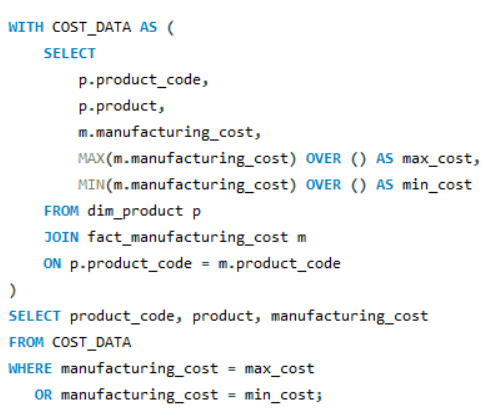 WITH COST_DATA AS (
    SELECT
        p.product_code,
        p.product,
        m.manufacturing_cost,
        MAX(m.manufacturing_cost) OVER () AS max_cost,
        MIN(m.manufacturing_cost) OVER () AS min_cost
    FROM dim_product p
    JOIN fact_manufacturing_cost m
    ON p.product_code = m.product_code
)
SELECT product_code, product, manufacturing_cost
FROM COST_DATA
WHERE manufacturing_cost = max_cost
   OR manufacturing_cost = min_cost;